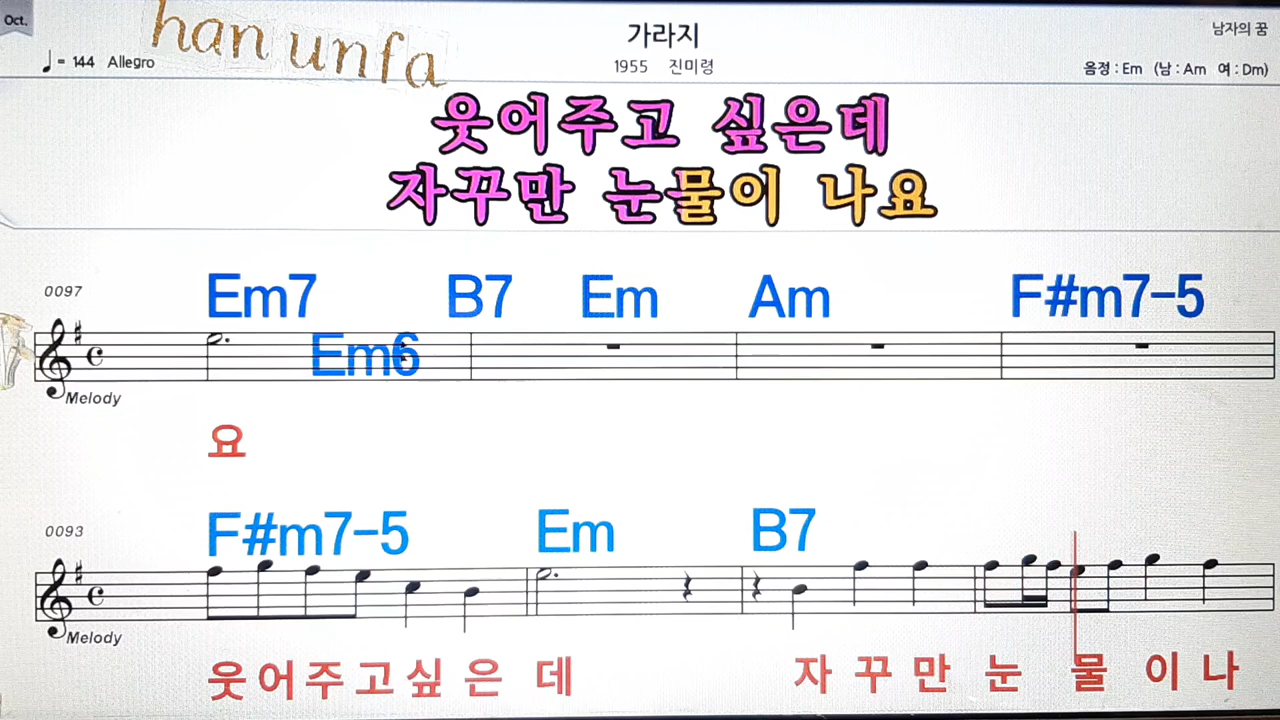 Oct.
han unfa
가라지
남자의 꿈
♩= 144 Allegro
1955 진미령
음정 : Em (남 : Am 여 : Dm)
웃어주고 싶은데
자꾸만 눈물이 나요
Em7 B7 Em Am F#m7-5
0097
Em6
Melody
요
F#m7-5 Em B7
0093
Melody
웃어주고싶은데 자꾸만눈물이나